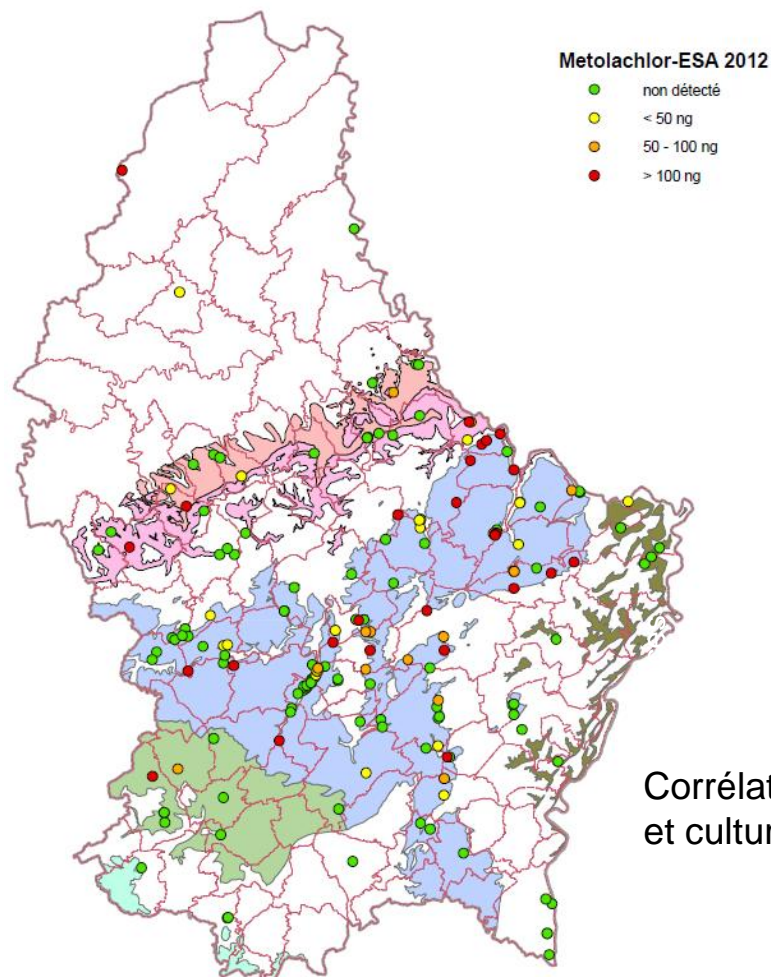 Metolachlor-ESA 2012
non détecté
< 50 ng
50 - 100 ng
> 100 ng
Corrélat
et cultur